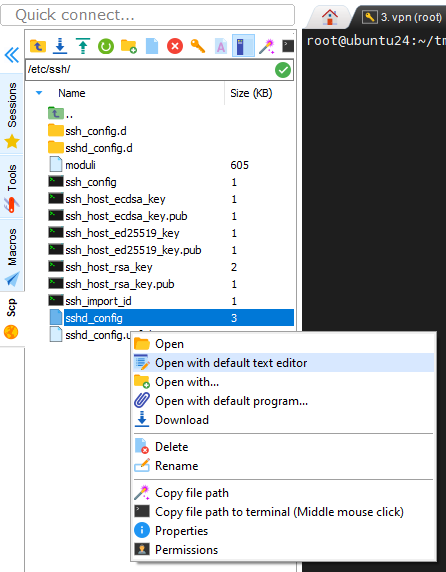 Quick connect...
3. vpn (root)
/etc/ssh/
root@ubuntu24:~/tm
Name Size (KB)
..
ssh_config.d
sshd_config.d
moduli 605
ssh_config 1
ssh_host_ecdsa_key 1
ssh_host_ecdsa_key.pub 1
ssh_host_ed25519_key 1
ssh_host_ed25519_key.pub 1
ssh_host_rsa_key 2
ssh_host_rsa_key.pub 1
ssh_import_id 1
sshd_config 3
Sessions
Tools
Macros
Scp
Open
Open with default text editor
Open with...
Open with default program...
Download
Delete
Rename
Copy file path
Copy file path to terminal (Middle mouse click)
Properties
Permissions